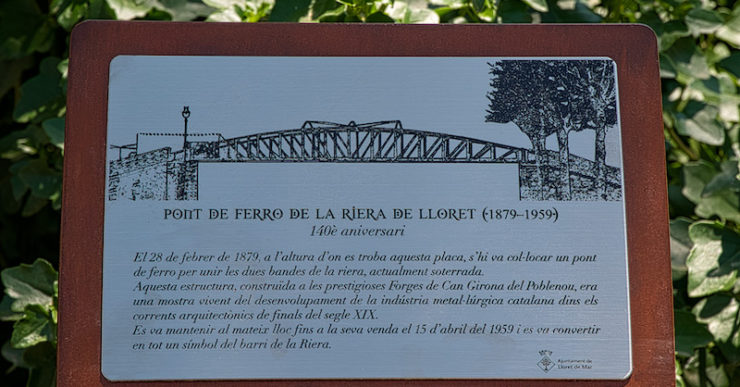 PONT DE FERRO DE LA RIERA DE LLORET (1879-1959)
140è aniversari
El 28 de febrer de 1879, a l'altura d'on es troba aquesta placa, s'hi va col·locar un pont
de ferro per unir les dues bandes de la riera, actualment soterrada.
Aquesta estructura, construïda a les prestigioses Forges de Can Girona del Poblenou, era
una mostra vivent del desenvolupament de la indústria metal·lúrgica catalana dins els
corrents arquitectònics de finals del segle XIX.
Es va mantenir al mateix lloc fins a la seva venda el 15 d'abril del 1959 i es va convertir
en tot un símbol del barri de la Riera.
Ajuntament de
Lloret de Mar